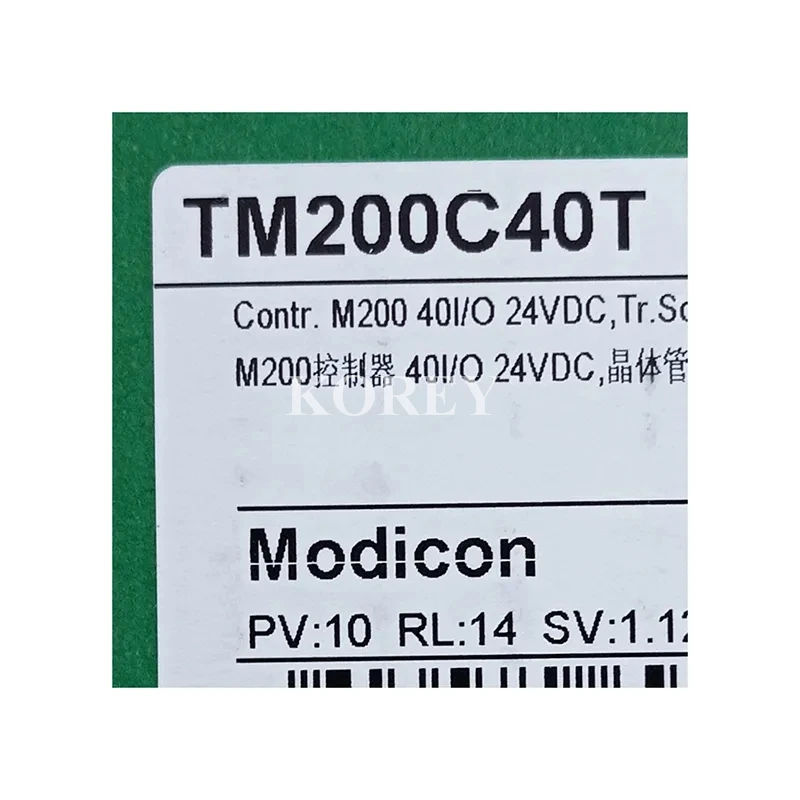 TM200C40T
Contr. M200 40I/O 24VDC,Tr.So
M200控制器 40I/O 24VDC,晶体管
KOREY
Modicon
PV:10 RL:14 SV:1.12